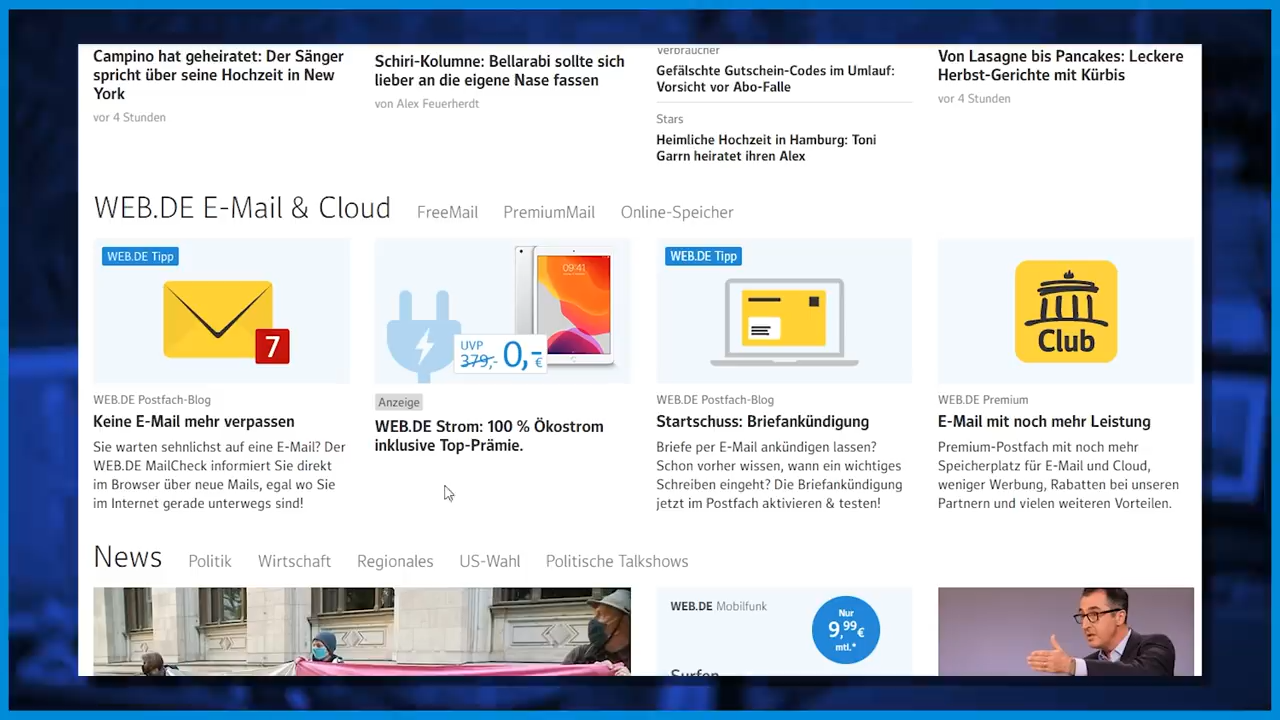 Campino hat geheiratet: Der Sänger
spricht über seine Hochzeit in New
York
vor 4 Stunden
Schiri-Kolumne: Bellarabi sollte sich
lieber an die eigene Nase fassen
von Alex Feuerherdt
Verbraucher
Gefälschte Gutschein-Codes im Umlauf:
Vorsicht vor Abo-Falle
Stars
Heimliche Hochzeit in Hamburg: Toni
Garrn heiratet ihren Alex
Von Lasagne bis Pancakes: Leckere
Herbst-Gerichte mit Kürbis
vor 4 Stunden
WEB.DE E-Mail & Cloud FreeMail PremiumMail Online-Speicher
WEB.DE Tipp
7
WEB.DE Postfach-Blog
Keine E-Mail mehr verpassen
Sie warten sehnlichst auf eine E-Mail? Der
WEB.DE MailCheck informiert Sie direkt
im Browser über neue Mails, egal wo Sie
im Internet gerade unterwegs sind!
09:41
UVP
379,- 0,-€
Anzeige
WEB.DE Strom: 100 % Ökostrom
inklusive Top-Prämie.
WEB.DE Tipp
WEB.DE Postfach-Blog
Startschuss: Briefankündigung
Briefe per E-Mail ankündigen lassen?
Schon vorher wissen, wann ein wichtiges
Schreiben eingeht? Die Briefankündigung
jetzt im Postfach aktivieren & testen!
Club
WEB.DE Premium
E-Mail mit noch mehr Leistung
Premium-Postfach mit noch mehr
Speicherplatz für E-Mail und Cloud,
weniger Werbung, Rabatten bei unseren
Partnern und vielen weiteren Vorteilen.
News Politik Wirtschaft Regionales US-Wahl Politische Talkshows
WEB.DE Mobilfunk
Nur
9,99€
mtl.*
Surfen